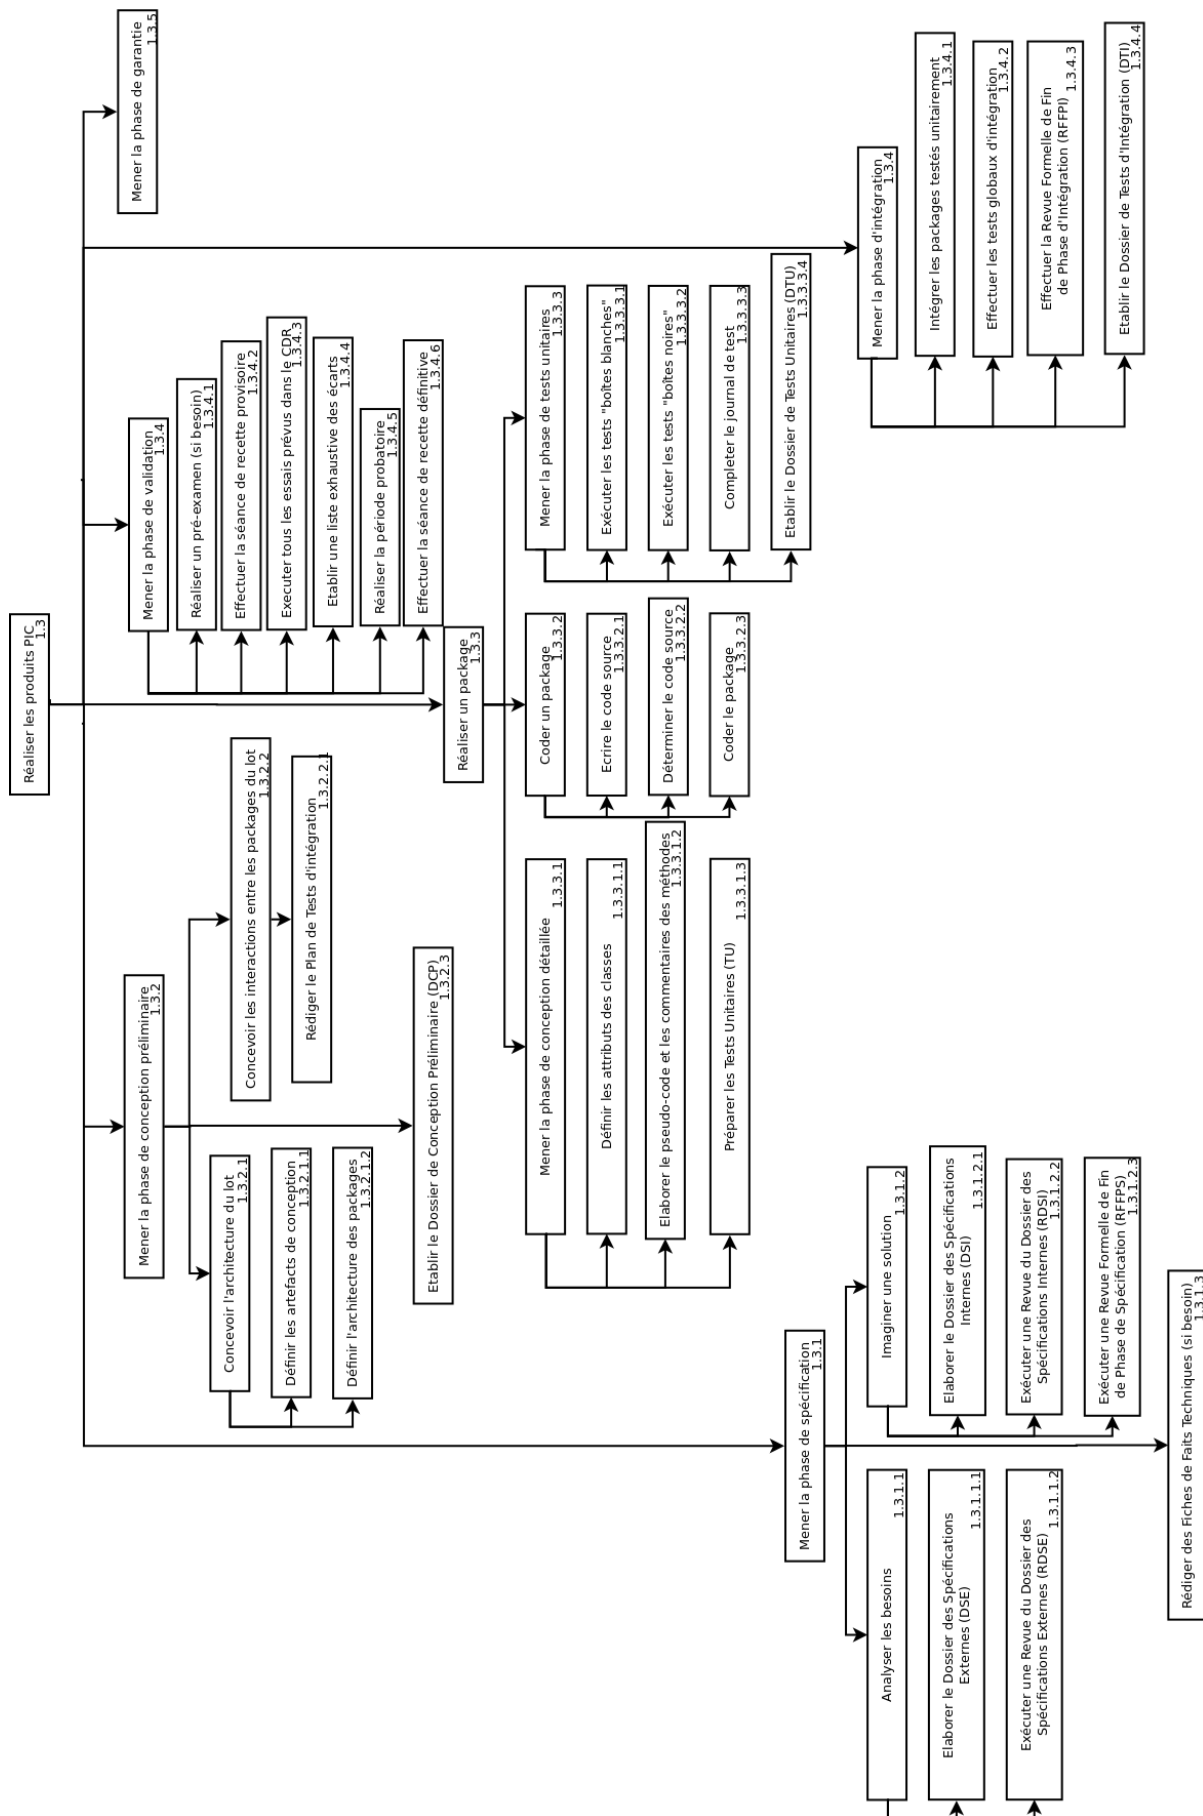 Réaliser les produits PIC
1.3
Mener la phase de spécification
1.3.1
Analyser les besoins
1.3.1.1
Elaborer le Dossier des Spécifications
Externes (DSE)
1.3.1.1.1
Exécuter une Revue du Dossier des
Spécifications Externes (RDSE)
1.3.1.1.2
Imaginer une solution
1.3.1.2
Elaborer le Dossier des Spécifications
Internes (DSI)
1.3.1.2.1
Exécuter une Revue du Dossier des
Spécifications Internes (RDSI)
1.3.1.2.2
Exécuter une Revue Formelle de Fin
de Phase de Spécification (RFFPS)
1.3.1.2.3
Rédiger des Fiches de Faits Techniques (si besoin)
1.3.1.3
Mener la phase de conception préliminaire
1.3.2
Concevoir l'architecture du lot
1.3.2.1
Définir les artefacts de conception
1.3.2.1.1
Définir l'architecture des packages
1.3.2.1.2
Concevoir les interactions entre les packages du lot
1.3.2.2
Rédiger le Plan de Tests d'intégration
1.3.2.2.1
Etablir le Dossier de Conception Préliminaire (DCP)
1.3.2.3
Réaliser un package
1.3.3
Mener la phase de conception détaillée
1.3.3.1
Définir les attributs des classes
1.3.3.1.1
Elaborer le pseudo-code et les commentaires des méthodes
1.3.3.1.2
Préparer les Tests Unitaires (TU)
1.3.3.1.3
Coder un package
1.3.3.2
Ecrire le code source
1.3.3.2.1
Déterminer le code source
1.3.3.2.2
Coder le package
1.3.3.2.3
Mener la phase de tests unitaires
1.3.3.3
Exécuter les tests "boîtes blanches"
1.3.3.3.1
Exécuter les tests "boîtes noires"
1.3.3.3.2
Completer le journal de test
1.3.3.3.3
Etablir le Dossier de Tests Unitaires (DTU)
1.3.3.3.4
Mener la phase de validation
1.3.4
Réaliser un pré-examen (si besoin)
1.3.4.1
Effectuer la séance de recette provisoire
1.3.4.2
Executer tous les essais prévus dans le CDR
1.3.4.3
Etablir une liste exhaustive des écarts
1.3.4.4
Réaliser la période probatoire
1.3.4.5
Effectuer la séance de recette définitive
1.3.4.6
Mener la phase d'intégration
1.3.4
Intégrer les packages testés unitairement
1.3.4.1
Effectuer les tests globaux d'intégration
1.3.4.2
Effectuer la Revue Formelle de Fin
de Phase d'Intégration (RFFPI)
1.3.4.3
Etablir le Dossier de Tests d'Intégration (DTI)
1.3.4.4
Mener la phase de garantie
1.3.5